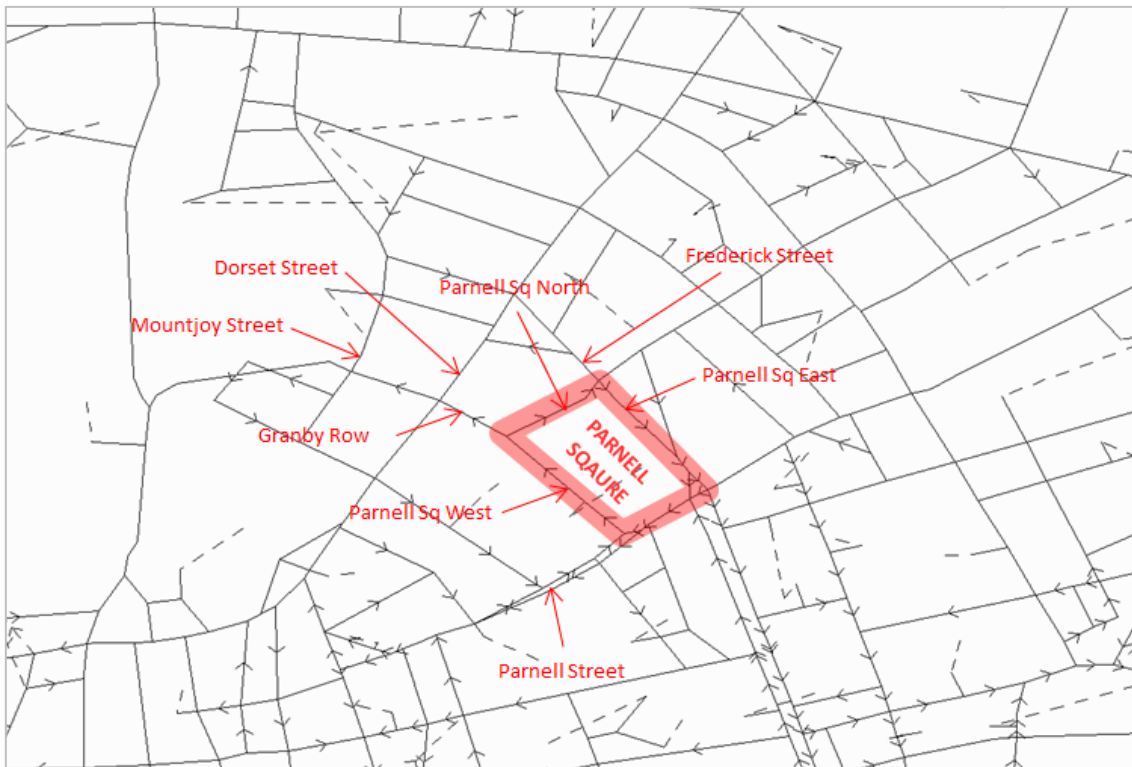 Frederick Street
Dorset Street
Parnell Sq North
Mountjoy Street
Parnell Sq East
Granby Row
PARNELL
SQAURE
Parnell Sq West
Parnell Street